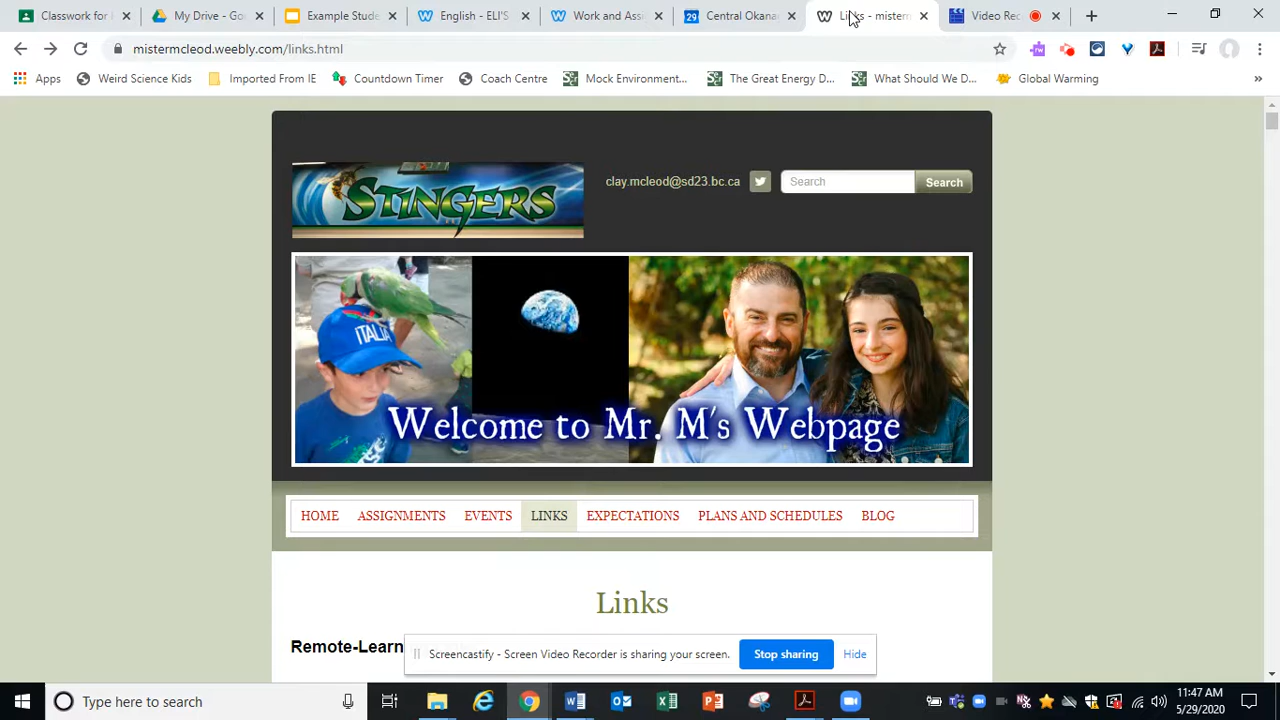 Classwork for
My Drive - Go
Example Stude
English - ELI'S
Work and Assi
29 Central Okana
Links - misterm
Video Rec
mistermcleod.weebly.com/links.html
Apps
Weird Science Kids
Imported From IE
Countdown Timer
Coach Centre
Mock Environment...
The Great Energy D...
What Should We D...
Global Warming
»
STINGERS
clay.mcleod@sd23.bc.ca
Search
Search
ITALIA
Welcome to Mr. M's Webpage
HOME ASSIGNMENTS EVENTS LINKS EXPECTATIONS PLANS AND SCHEDULES BLOG
Links
Remote-Learn
Screencastify - Screen Video Recorder is sharing your screen.
Stop sharing
Hide
Type here to search
11:47 AM
5/29/2020